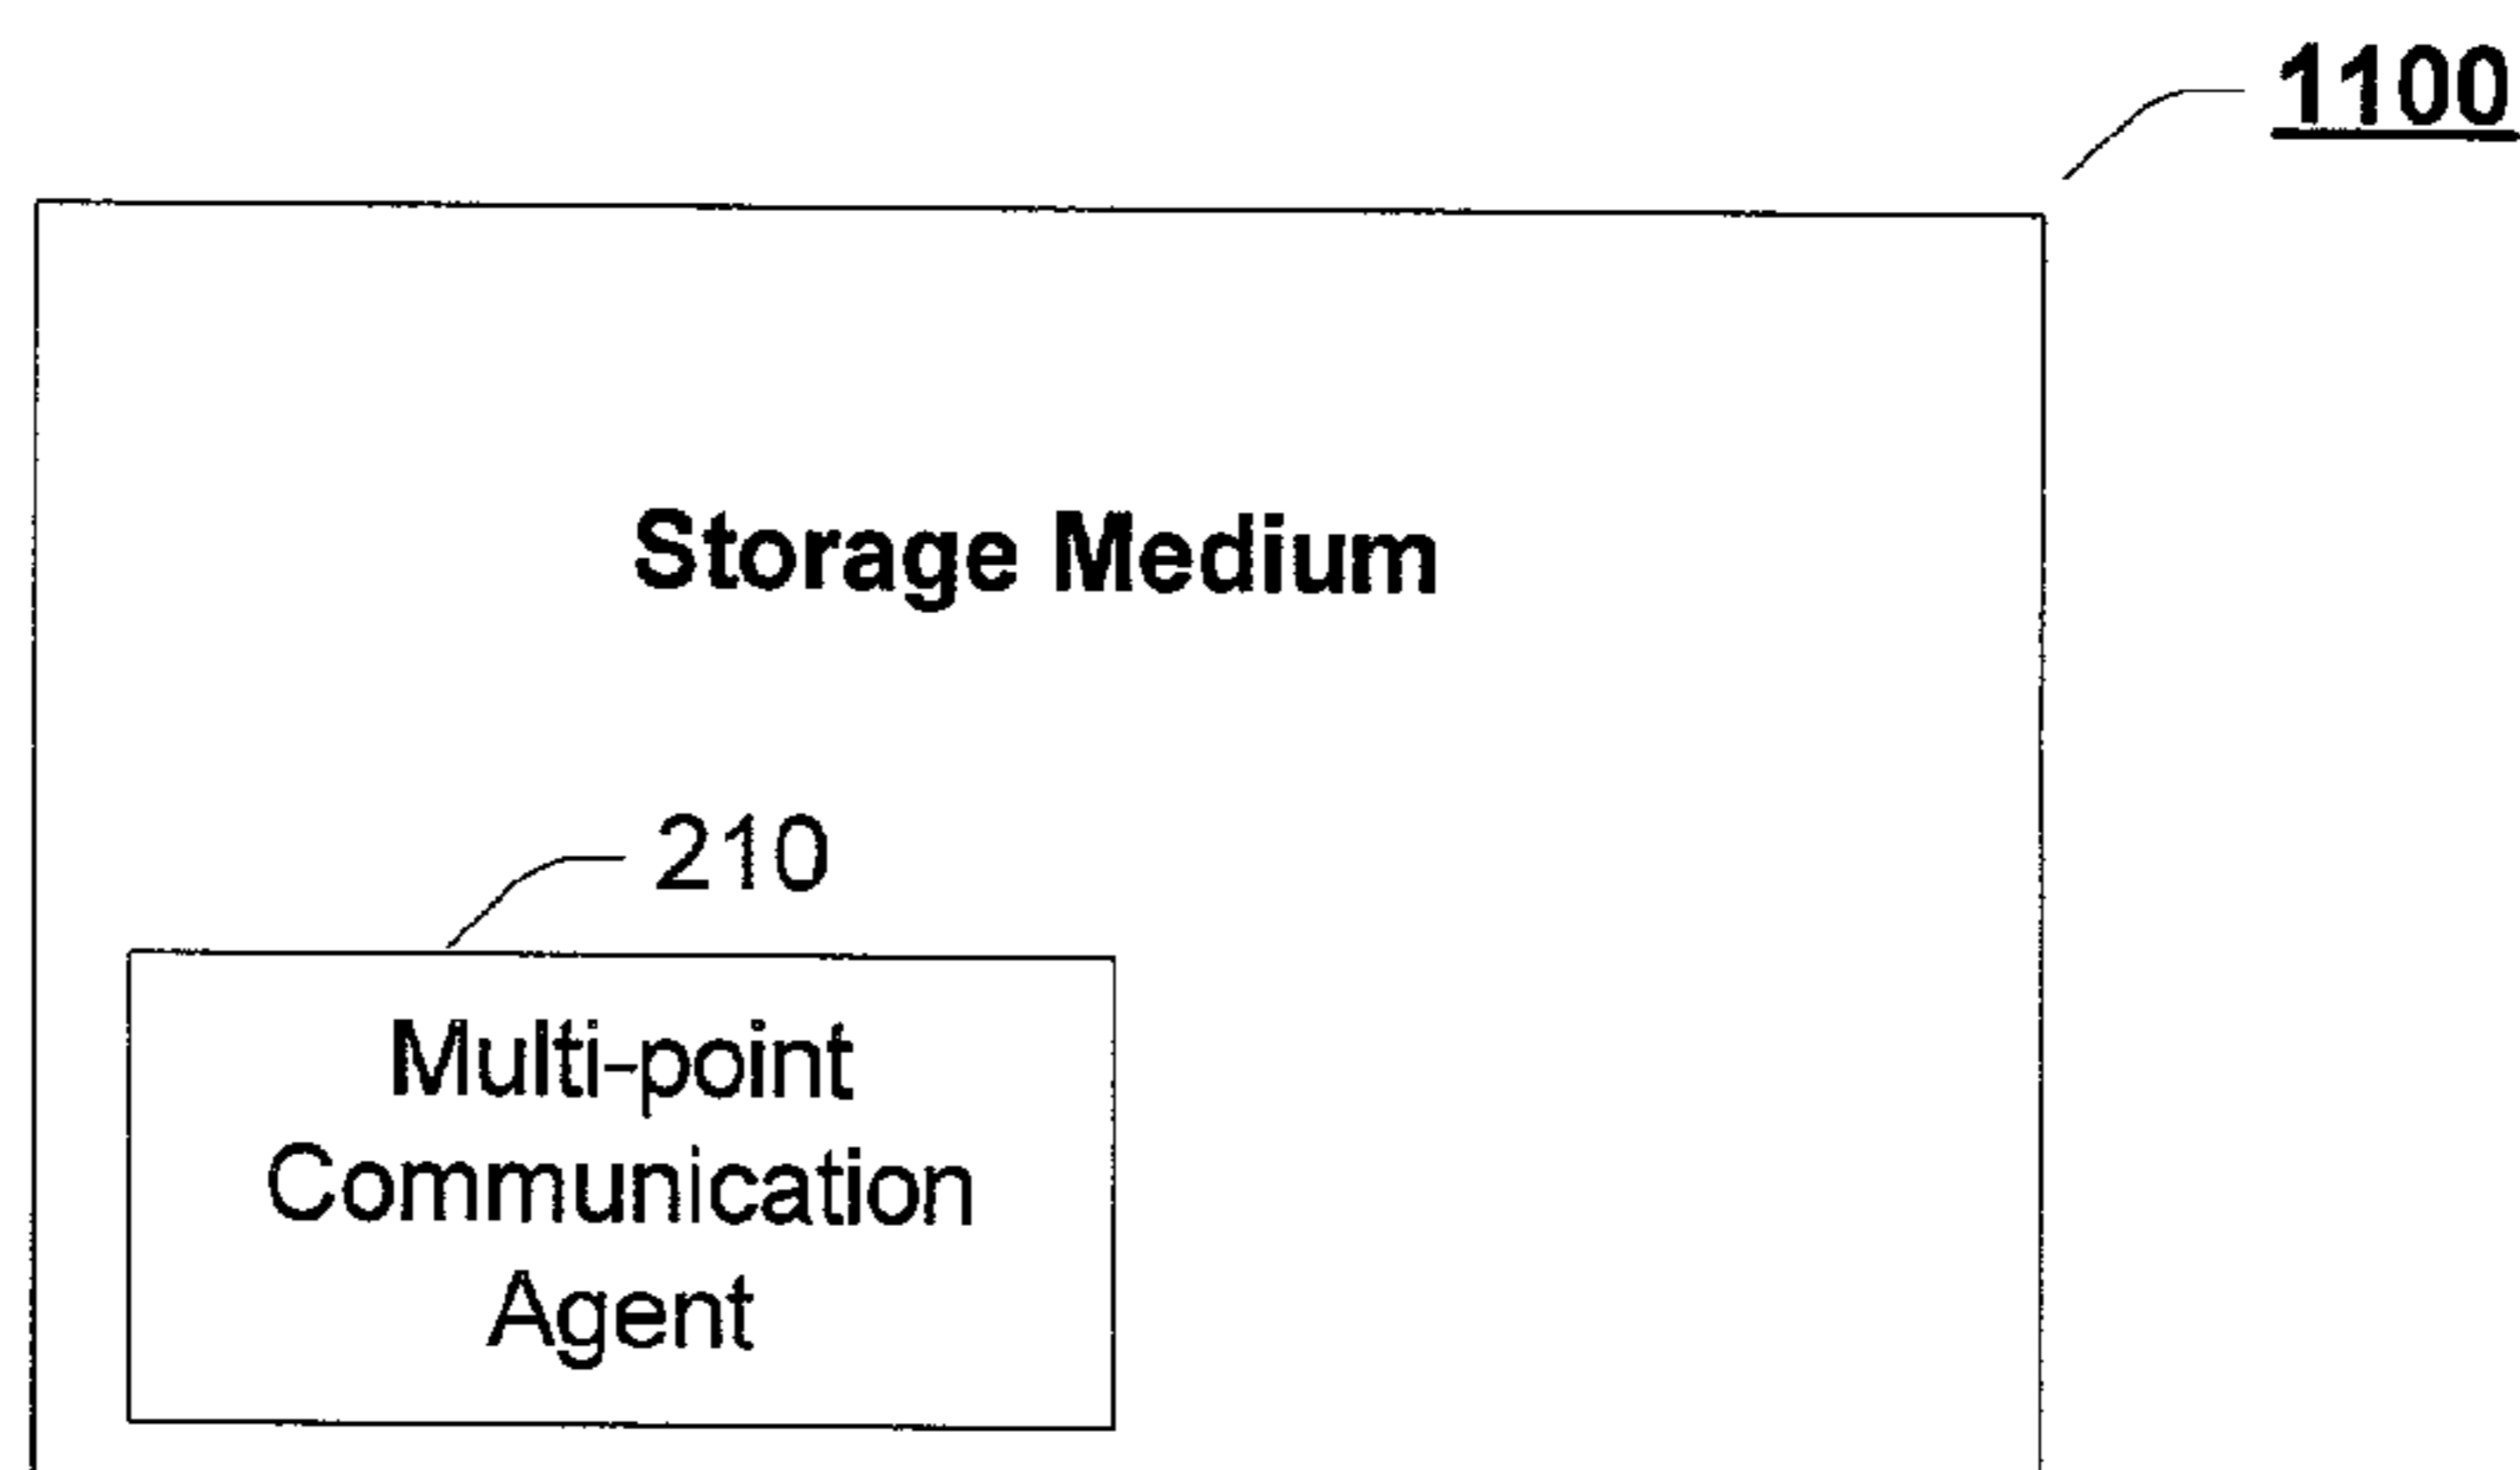 1100
Storage Medium
210
Multi-point
Communication
Agent